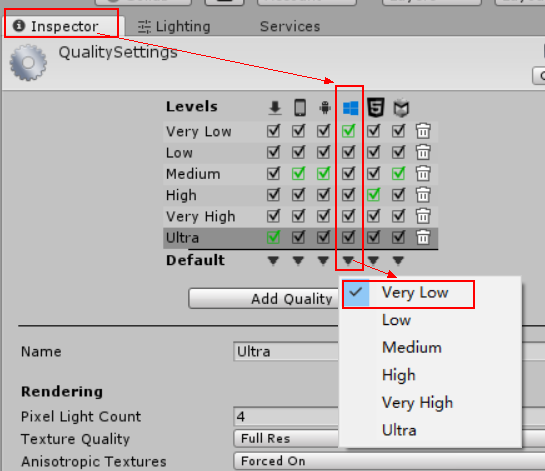 Inspector
Lighting
Services
QualitySettings
Levels
Very Low
Low
Medium
High
Very High
Ultra
Default
Add Quality
Very Low
Low
Medium
High
Very High
Ultra
Name Ultra
Rendering
Pixel Light Count 4
Texture Quality Full Res
Anisotropic Textures Forced On